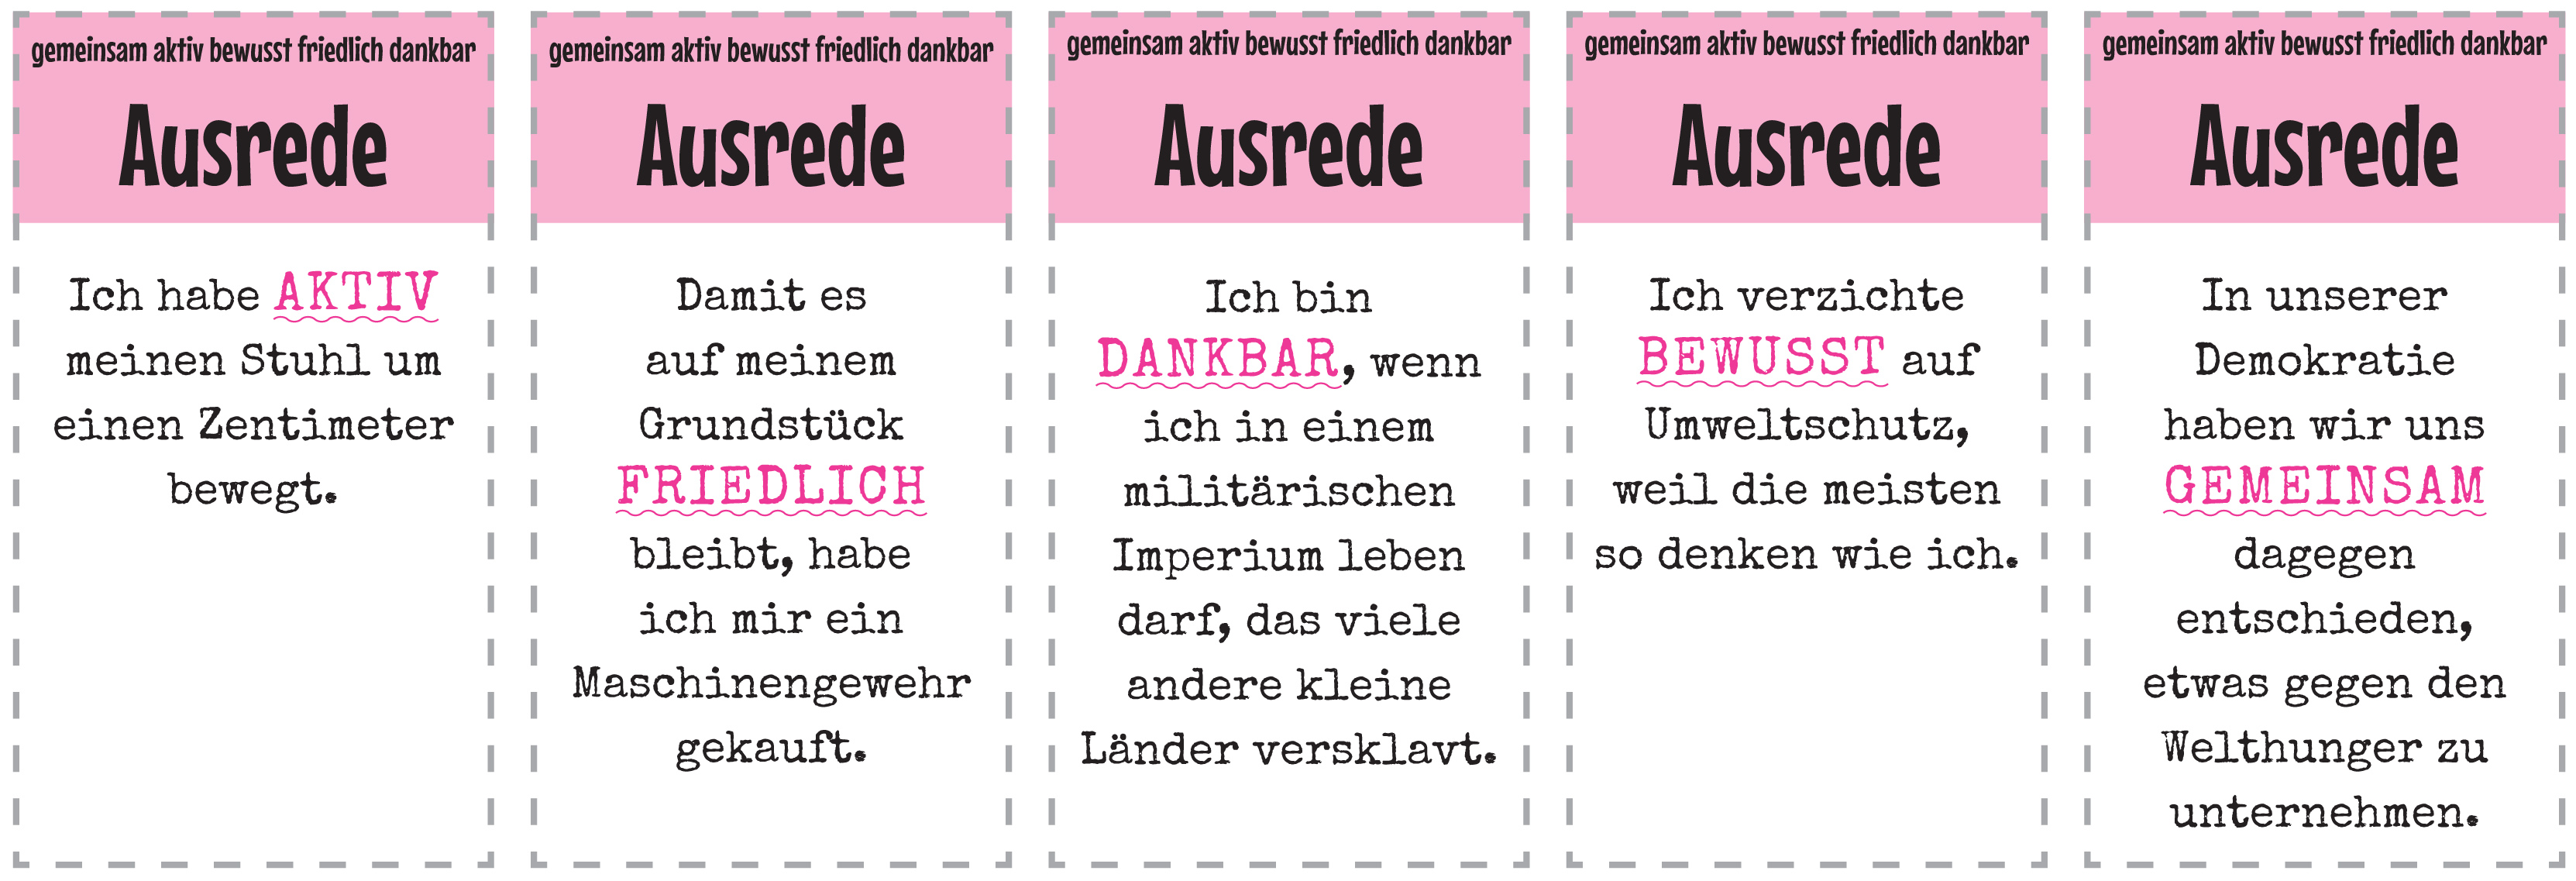 gemeinsam aktiv bewusst friedlich dankbar
Ausrede
Ich habe AKTIV
meinen Stuhl um
einen Zentimeter
bewegt.
gemeinsam aktiv bewusst friedlich dankbar
Ausrede
Damit es
auf meinem
Grundstück
FRIEDLICH
bleibt, habe
ich mir ein
Maschinengewehr
gekauft.
gemeinsam aktiv bewusst friedlich dankbar
Ausrede
Ich bin
DANKBAR, wenn
ich in einem
militärischen
Imperium leben
darf, das viele
andere kleine
Länder versklavt.
gemeinsam aktiv bewusst friedlich dankbar
Ausrede
Ich verzichte
BEWUSST auf
Umweltschutz,
weil die meisten
so denken wie ich.
gemeinsam aktiv bewusst friedlich dankbar
Ausrede
In unserer
Demokratie
haben wir uns
GEMEINSAM
dagegen
entschieden,
etwas gegen den
Welthunger zu
unternehmen.